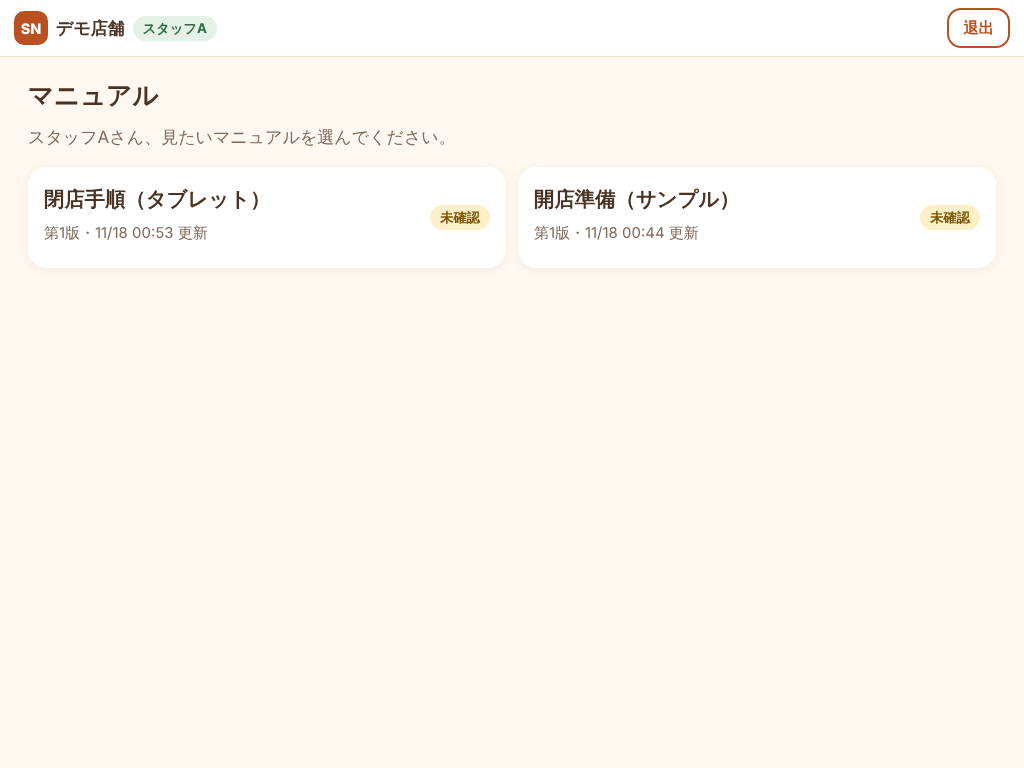 SN デモ店舗 スタッフA 退出
マニュアル
スタッフAさん、見たいマニュアルを選んでください。
閉店手順（タブレット）
第1版・11/18 00:53 更新
未確認
開店準備（サンプル）
第1版・11/18 00:44 更新
未確認